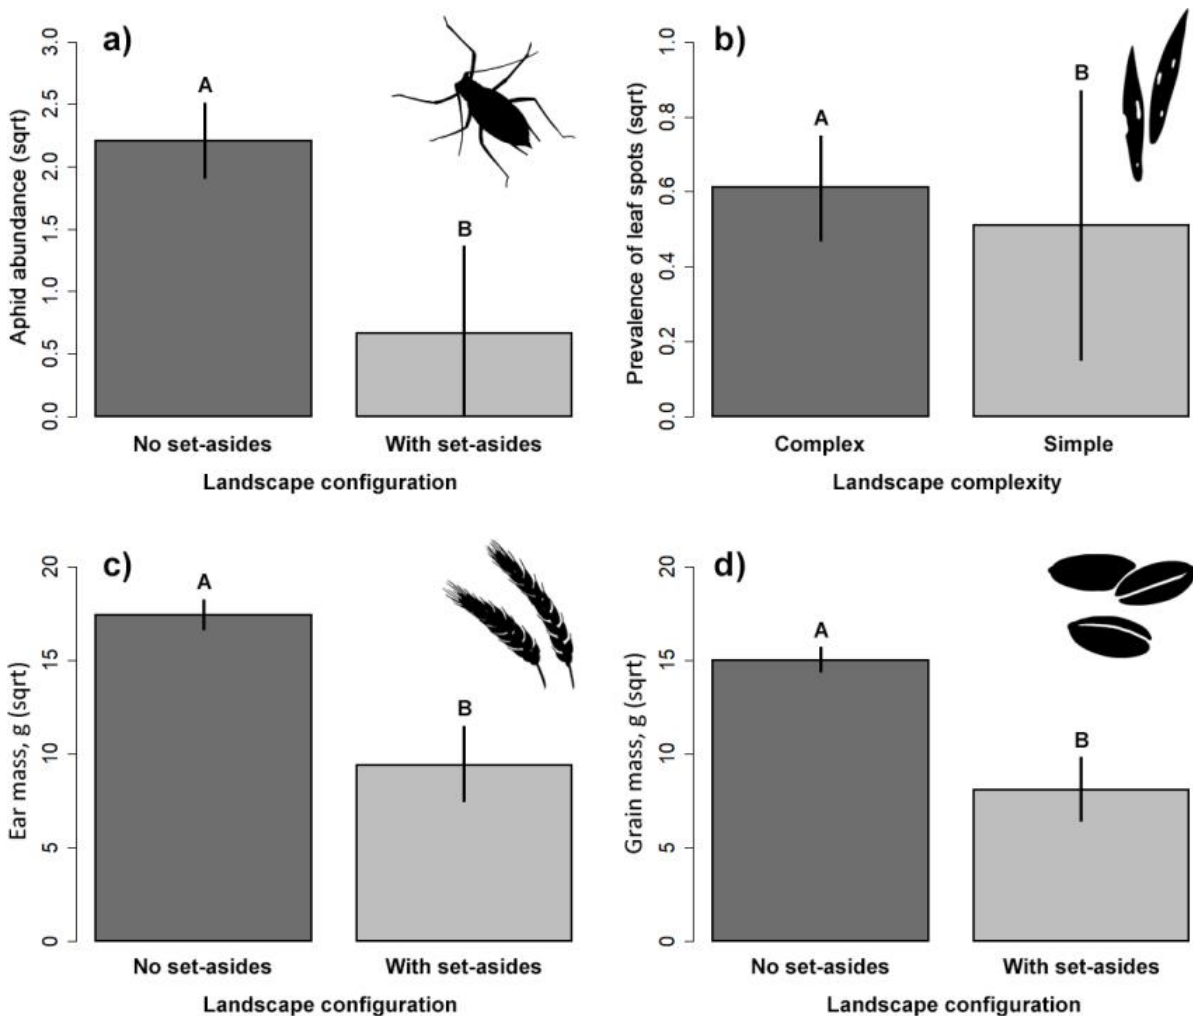 a)
Aphid abundance (sqrt)
3.0
2.5
2.0
1.5
1.0
0.5
0.0
A
B
No set-asides
With set-asides
Landscape configuration
b)
Prevalence of leaf spots (sqrt)
1.0
0.8
0.6
0.4
0.2
0.0
A
B
Complex
Simple
Landscape complexity
c)
Ear mass, g (sqrt)
20
15
10
5
0
A
B
No set-asides
With set-asides
Landscape configuration
d)
Grain mass, g (sqrt)
20
15
10
5
0
A
B
No set-asides
With set-asides
Landscape configuration